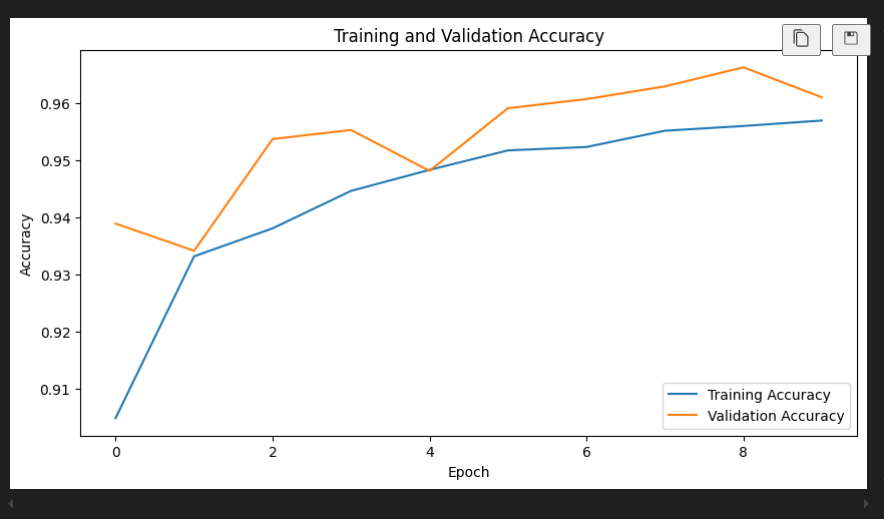 Training and Validation Accuracy
0.96
0.95
0.94
0.93
0.92
0.91
Accuracy
Training Accuracy
Validation Accuracy
0 2 4 6 8
Epoch